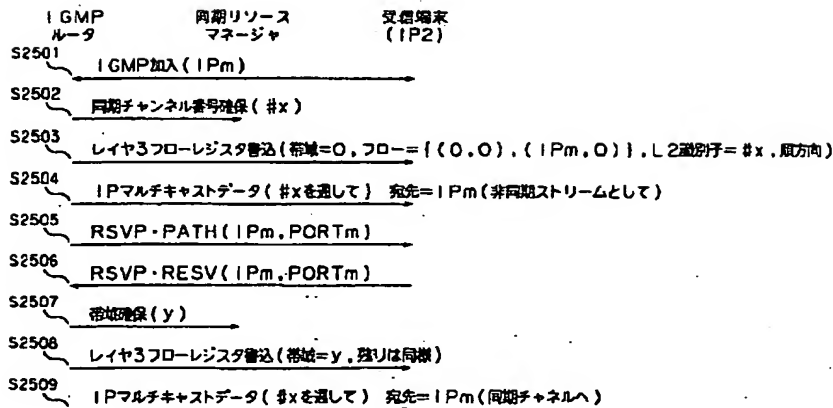 IGMP
ルータ
同期リソース
マネージャ
受信端末
(IP2)
S2501
IGMP加入(IPm)
S2502
同期チャンネル番号確保(#x)
S2503
レイヤ3フローレジスタ書込(帯域=0,フロー={(0,0),(IPm,0)},L2識別子=#x,順方向)
S2504
IPマルチキャストデータ(#xを通して) 宛先=IPm(非同期ストリームとして)
S2505
RSVP・PATH(IPm,PORTm)
S2506
RSVP・RESV(IPm,PORTm)
S2507
帯域確保(y)
S2508
レイヤ3フローレジスタ書込(帯域=y,残りは同様)
S2509
IPマルチキャストデータ(#xを通して) 宛先=IPm(同期チャネルへ)